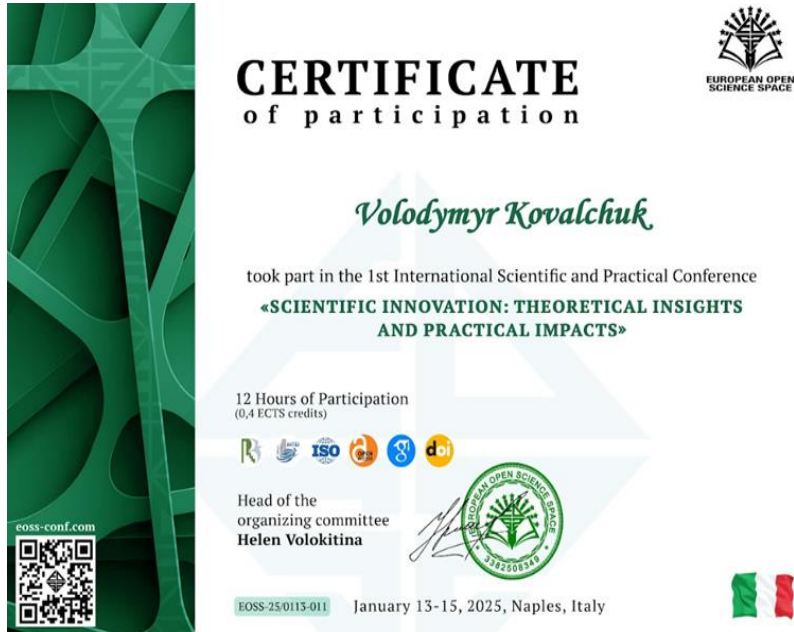 CERTIFICATE
of participation
EUROPEAN OPEN
SCIENCE SPACE
Volodymyr Kovalchuk
took part in the 1st International Scientific and Practical Conference
«SCIENTIFIC INNOVATION: THEORETICAL INSIGHTS
AND PRACTICAL IMPACTS»
12 Hours of Participation
(0,4 ECTS credits)
ISO
OPEN
doi
Head of the
organizing committee
Helen Volokitina
EUROPEAN OPEN SCIENCE SPACE
3382508349
eoss-conf.com
EOSS-25/0113-011
January 13-15, 2025, Naples, Italy